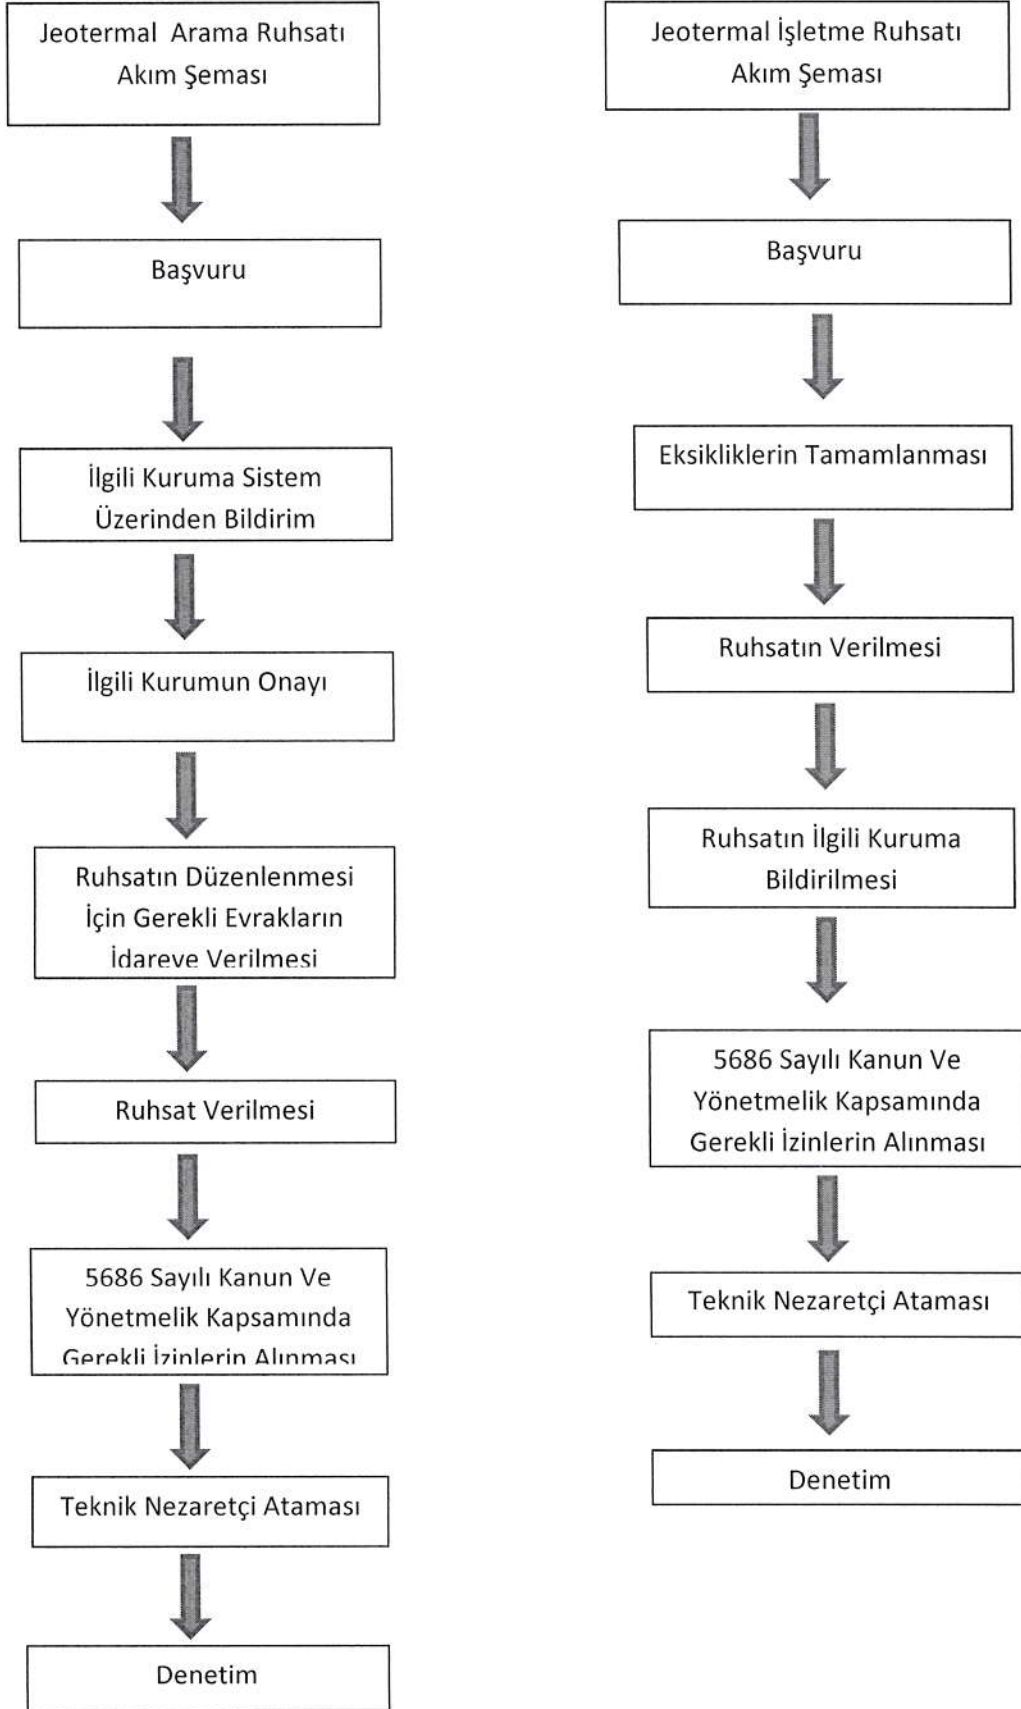 Jeotermal Arama Ruhsatı
Akım Şeması
Başvuru
İlgili Kuruma Sistem
Üzerinden Bildirim
İlgili Kurumun Onayı
Ruhsatın Düzenlenmesi
İçin Gerekli Evrakların
İdareye Verilmesi
Ruhsat Verilmesi
5686 Sayılı Kanun Ve
Yönetmelik Kapsamında
Gerekli İzinlerin Alınması
Teknik Nezaretçi Ataması
Denetim
Jeotermal İşletme Ruhsatı
Akım Şeması
Başvuru
Eksikliklerin Tamamlanması
Ruhsatın Verilmesi
Ruhsatın İlgili Kuruma
Bildirilmesi
5686 Sayılı Kanun Ve
Yönetmelik Kapsamında
Gerekli İzinlerin Alınması
Teknik Nezaretçi Ataması
Denetim